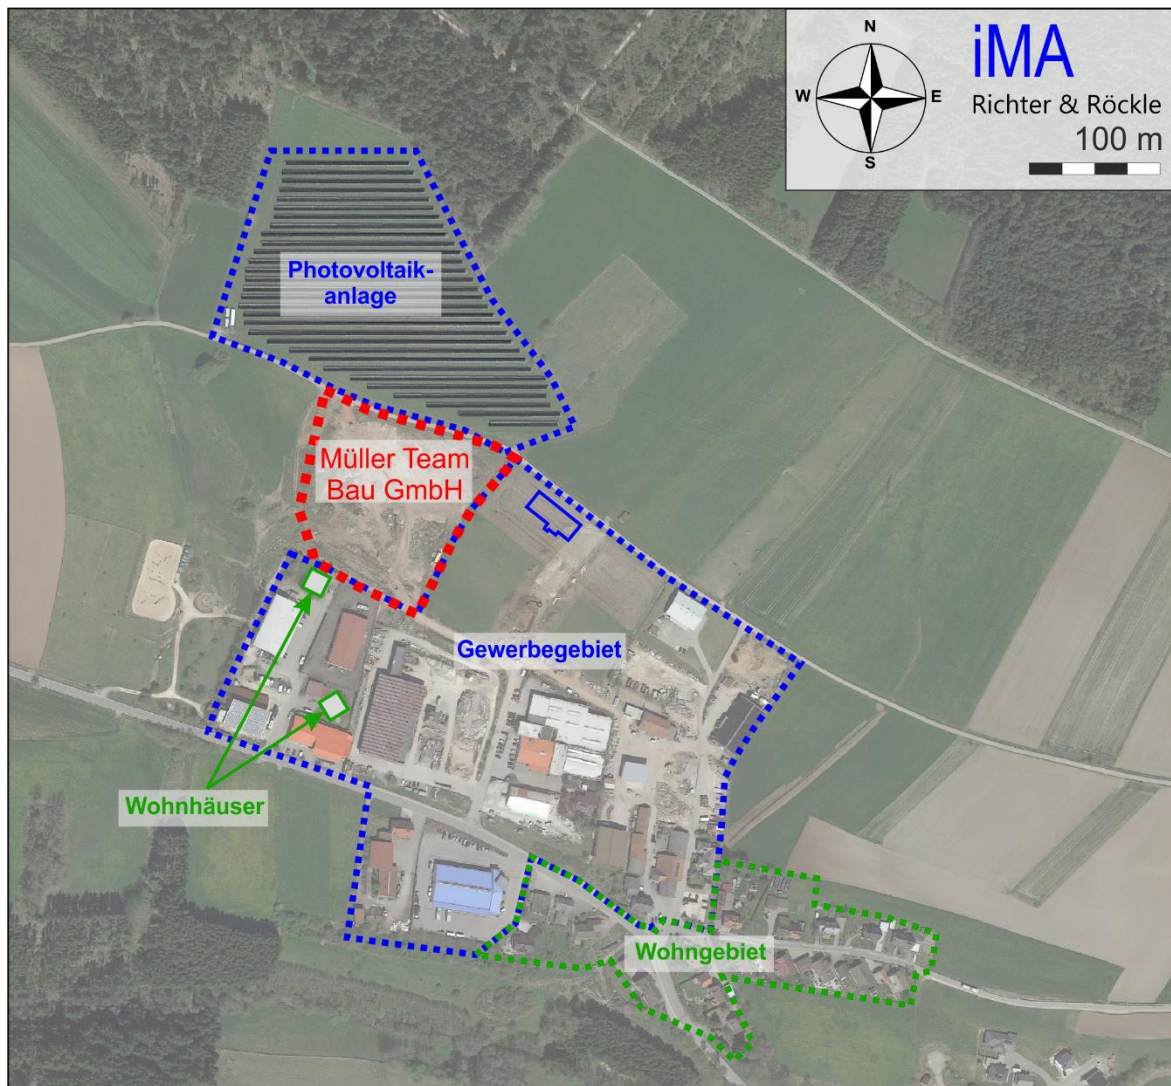 N
W
E
S
iMA
Richter & Röckle
100 m
Photovoltaik-
anlage
Müller Team
Bau GmbH
Gewerbegebiet
Wohnhäuser
Wohngebiet